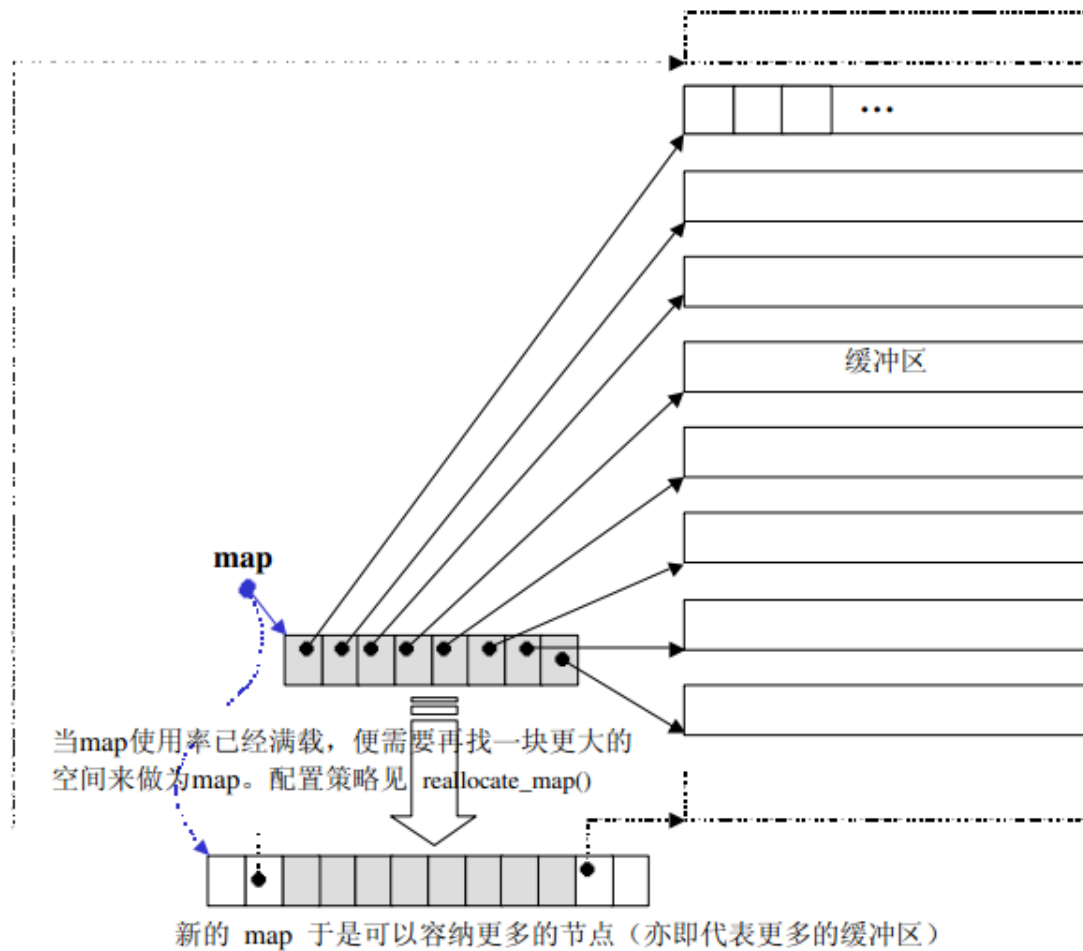 ...
缓冲区
map
当map使用率已经满载，便需要再找一块更大的
空间来做为map。配置策略见 reallocate_map()
新的 map 于是可以容纳更多的节点（亦即代表更多的缓冲区）